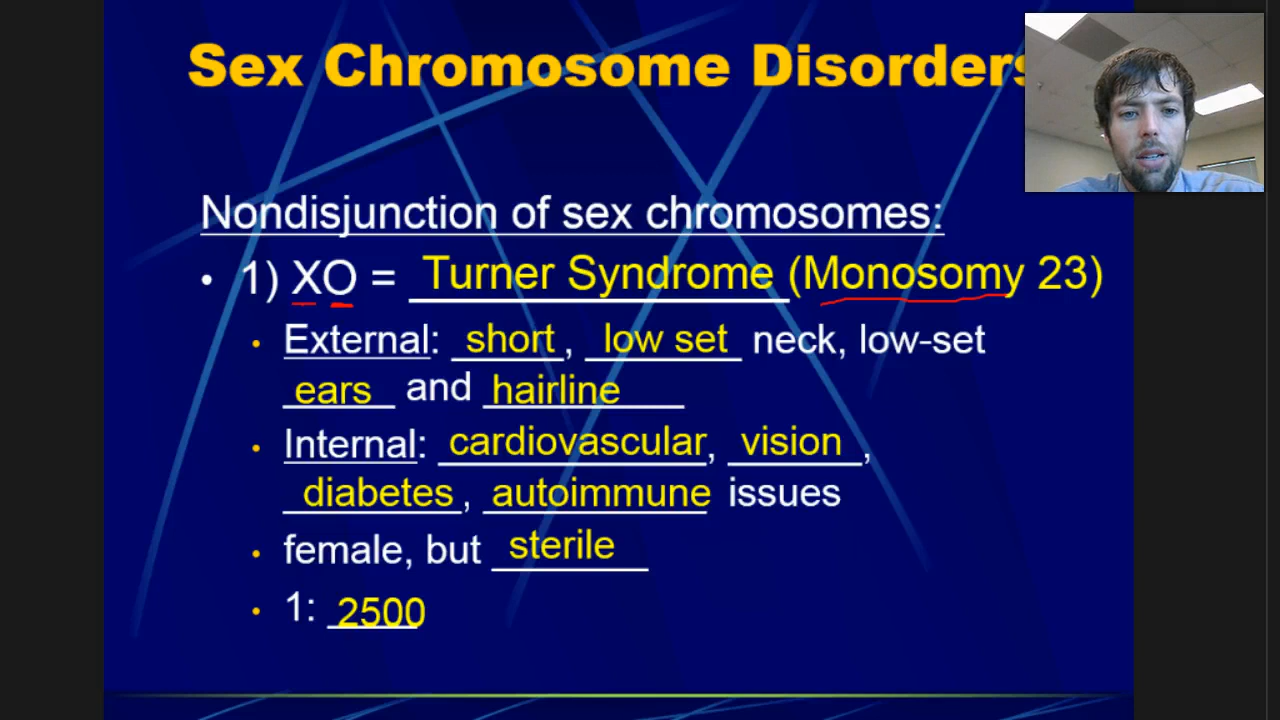 Sex Chromosome Disorders
Nondisjunction of sex chromosomes:
• 1) XO = Turner Syndrome (Monosomy 23)
• External: short, low set neck, low-set
ears and hairline
• Internal: cardiovascular, vision,
diabetes, autoimmune issues
• female, but sterile
• 1: 2500